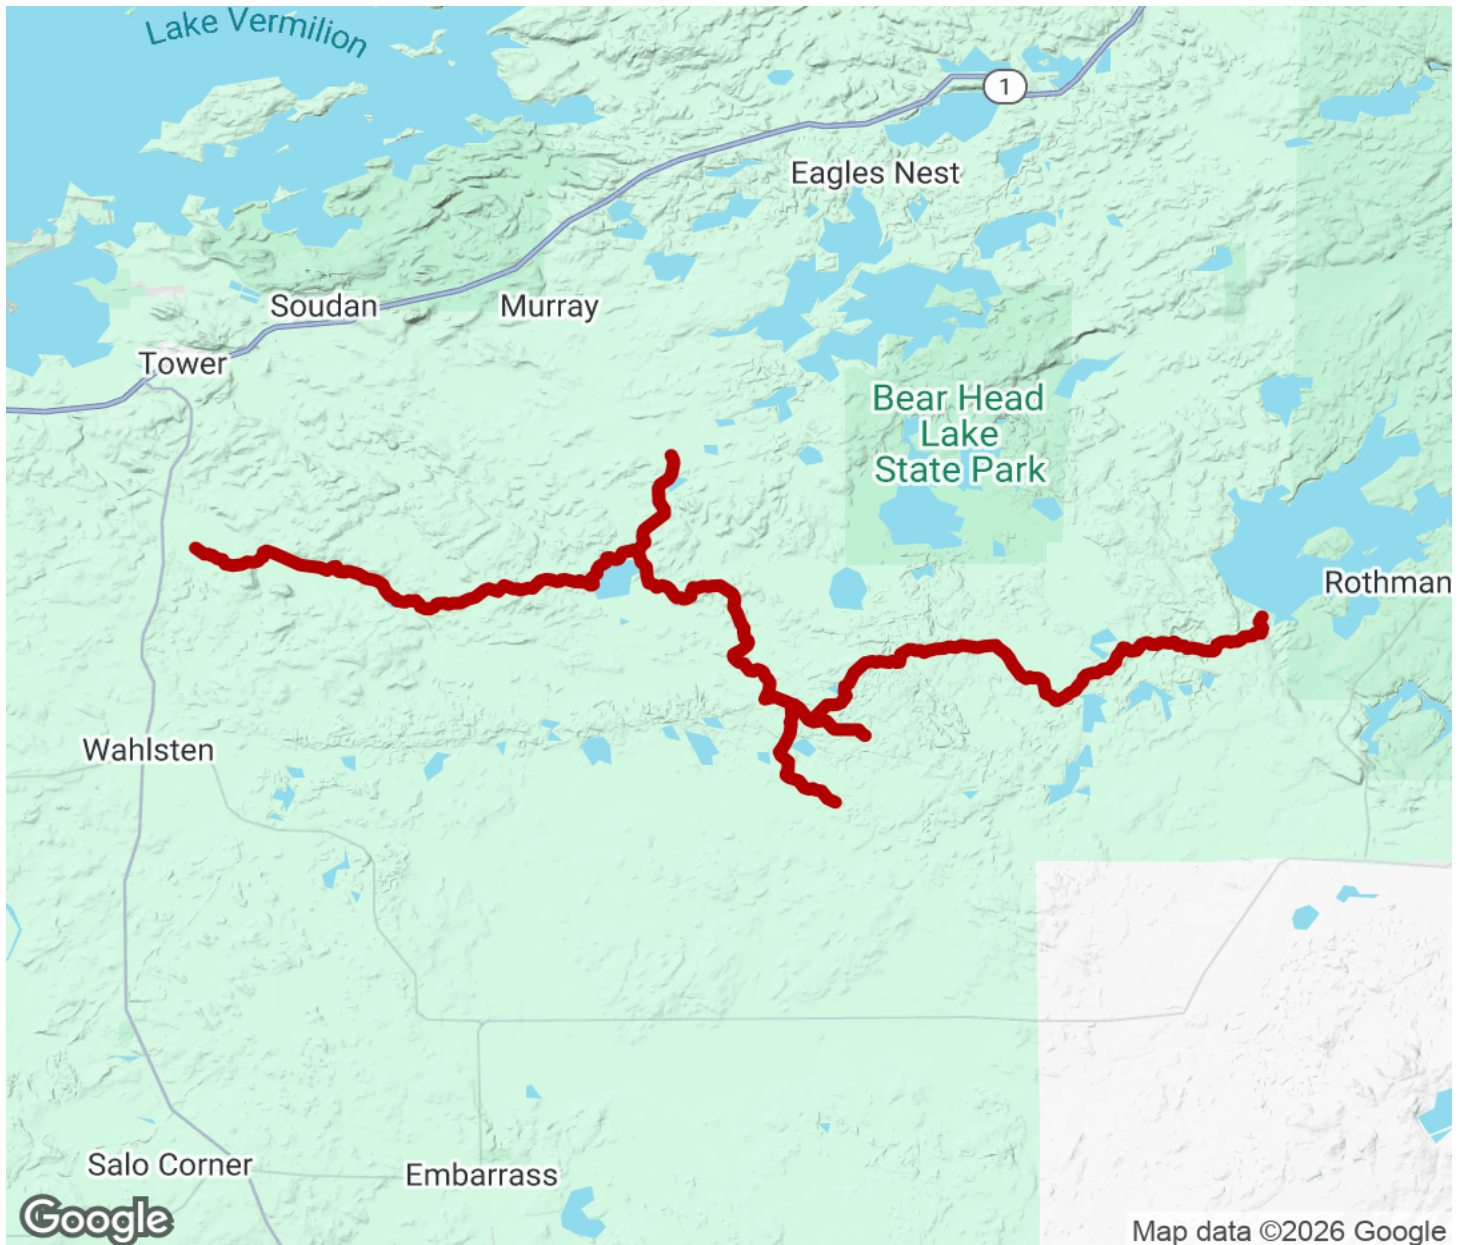 Lake Vermilion
1
Eagles Nest
Soudan
Murray
Tower
Bear Head
Lake
State Park
Rothman
Wahlsten
Salo Corner
Embarrass
Google
Map data ©2026 Google